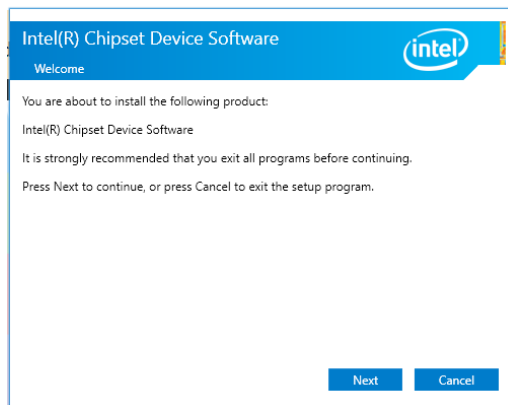 Intel(R) Chipset Device Software
intel
Welcome
You are about to install the following product:
Intel(R) Chipset Device Software
It is strongly recommended that you exit all programs before continuing.
Press Next to continue, or press Cancel to exit the setup program.
Next
Cancel